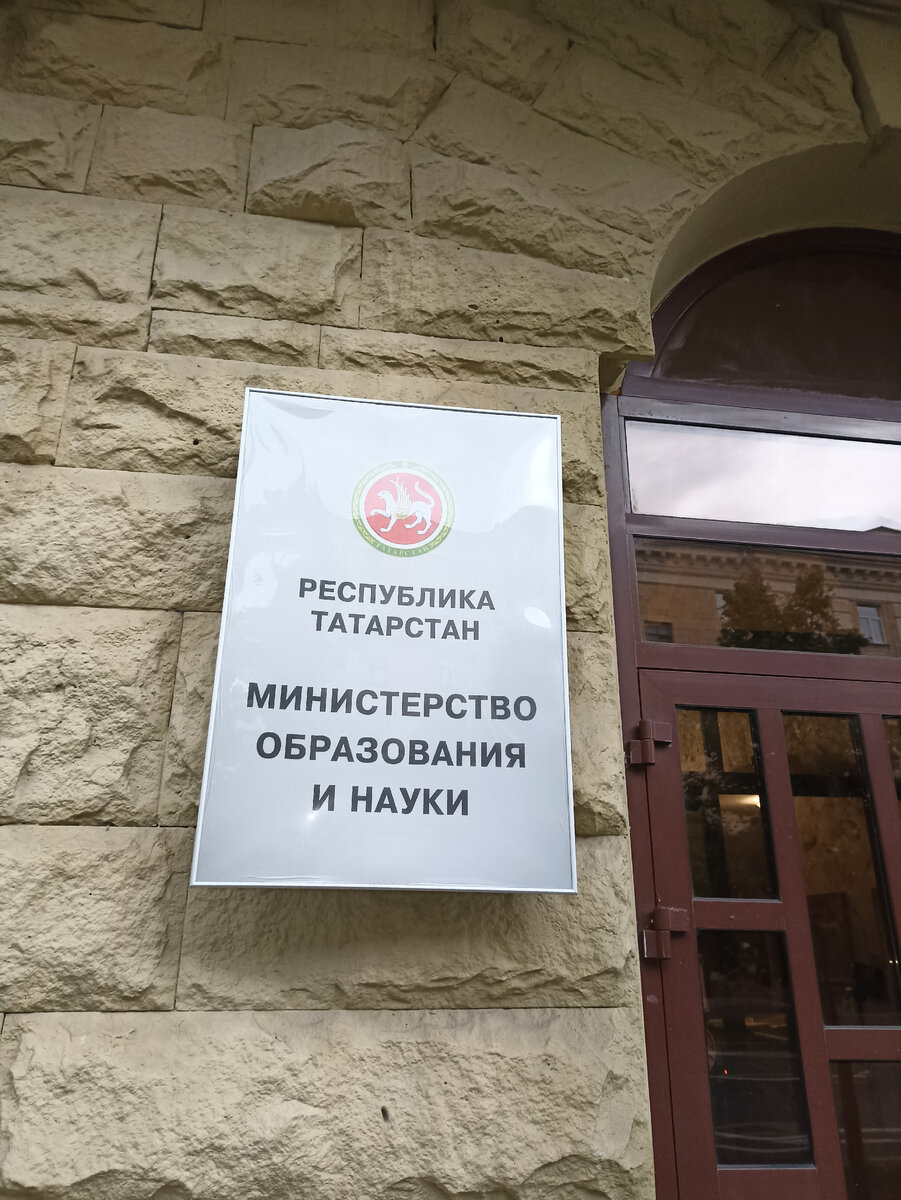 ТАТАРСТАН
РЕСПУБЛИКА
ТАТАРСТАН
МИНИСТЕРСТВО
ОБРАЗОВАНИЯ
И НАУКИ